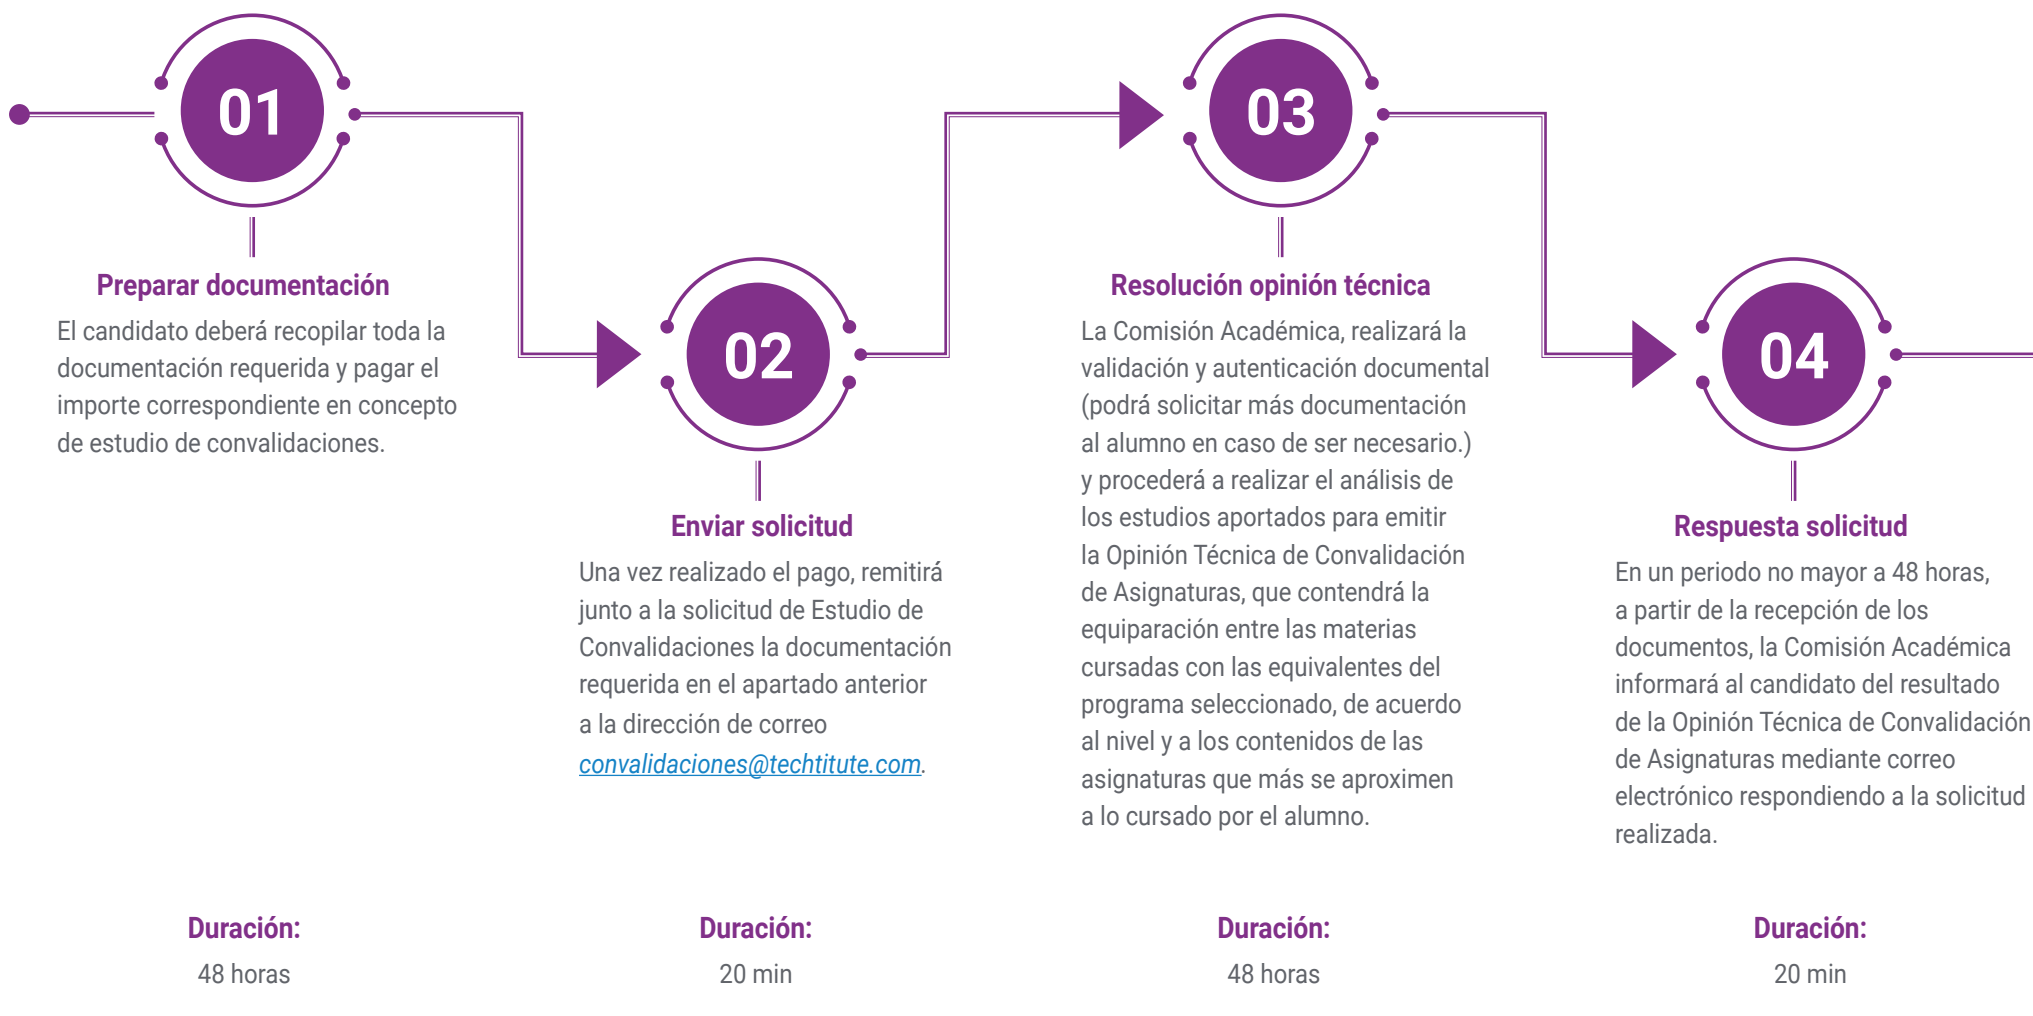 01
Preparar documentación
El candidato deberá recopilar toda la
documentación requerida y pagar el
importe correspondiente en concepto
de estudio de convalidaciones.
Duración:
48 horas
02
Enviar solicitud
Una vez realizado el pago, remitirá
junto a la solicitud de Estudio de
Convalidaciones la documentación
requerida en el apartado anterior
a la dirección de correo
convalidaciones@techtitute.com.
Duración:
20 min
03
Resolución opinión técnica
La Comisión Académica, realizará la
validación y autenticación documental
(podrá solicitar más documentación
al alumno en caso de ser necesario.)
y procederá a realizar el análisis de
los estudios aportados para emitir
la Opinión Técnica de Convalidación
de Asignaturas, que contendrá la
equiparación entre las materias
cursadas con las equivalentes del
programa seleccionado, de acuerdo
al nivel y a los contenidos de las
asignaturas que más se aproximen
a lo cursado por el alumno.
Duración:
48 horas
04
Respuesta solicitud
En un periodo no mayor a 48 horas,
a partir de la recepción de los
documentos, la Comisión Académica
informará al candidato del resultado
de la Opinión Técnica de Convalidación
de Asignaturas mediante correo
electrónico respondiendo a la solicitud
realizada.
Duración:
20 min